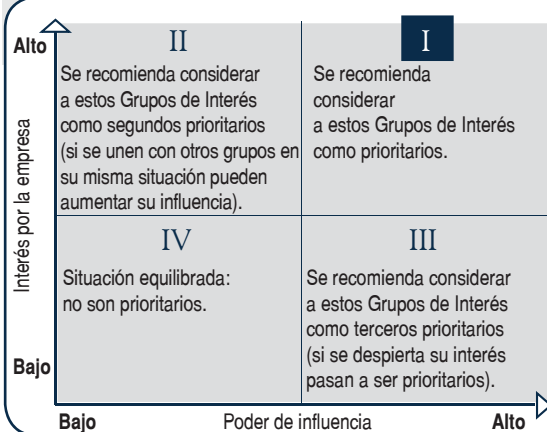 Alto
II
Se recomienda considerar
a estos Grupos de Interés
como segundos prioritarios
(si se unen con otros grupos en
su misma situación pueden
aumentar su influencia).
I
Se recomienda
considerar
a estos Grupos de Interés
como prioritarios.
Interés por la empresa
IV
Situación equilibrada:
no son prioritarios.
III
Se recomienda considerar
a estos Grupos de Interés
como terceros prioritarios
(si se despierta su interés
pasan a ser prioritarios).
Bajo
Bajo
Poder de influencia
Alto